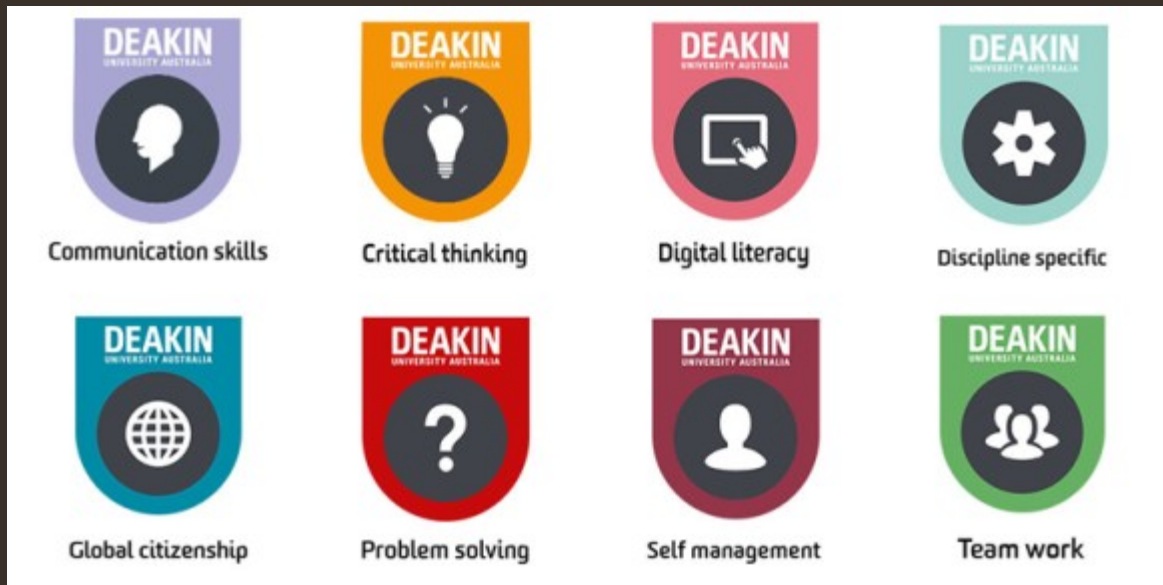 DEAKIN
UNIVERSITY AUSTRALIA
Communication skills
DEAKIN
UNIVERSITY AUSTRALIA
Critical thinking
DEAKIN
UNIVERSITY AUSTRALIA
Digital literacy
DEAKIN
UNIVERSITY AUSTRALIA
Discipline specific
DEAKIN
UNIVERSITY AUSTRALIA
Global citizenship
DEAKIN
UNIVERSITY AUSTRALIA
?
Problem solving
DEAKIN
UNIVERSITY AUSTRALIA
Self management
DEAKIN
UNIVERSITY AUSTRALIA
Team work